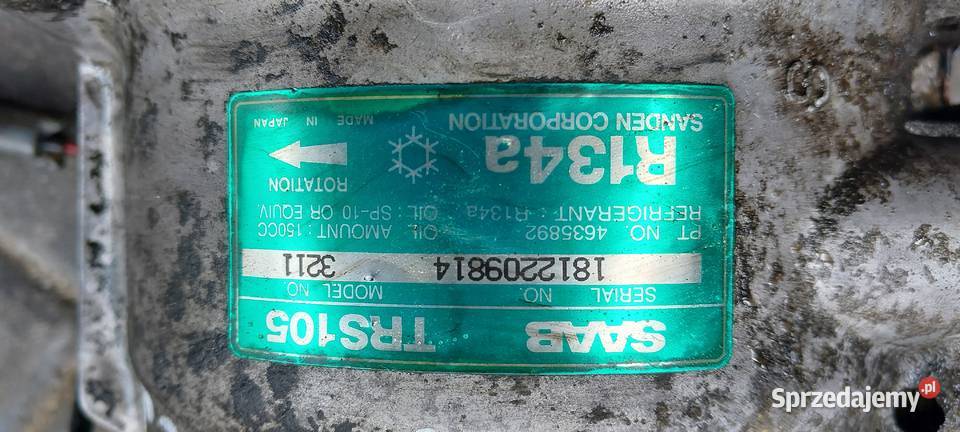 SAAB TRS105
SERIAL NO. MODEL NO
1812209814 3211
PT NO. 4635892 OIL AMOUNT : 150CC
REFRIGERANT : R134a OIL : SP-10 OR EQUIV.
R134a ROTATION
SANDEN CORPORATION MADE IN JAPAN
Sprzedajemy.pl